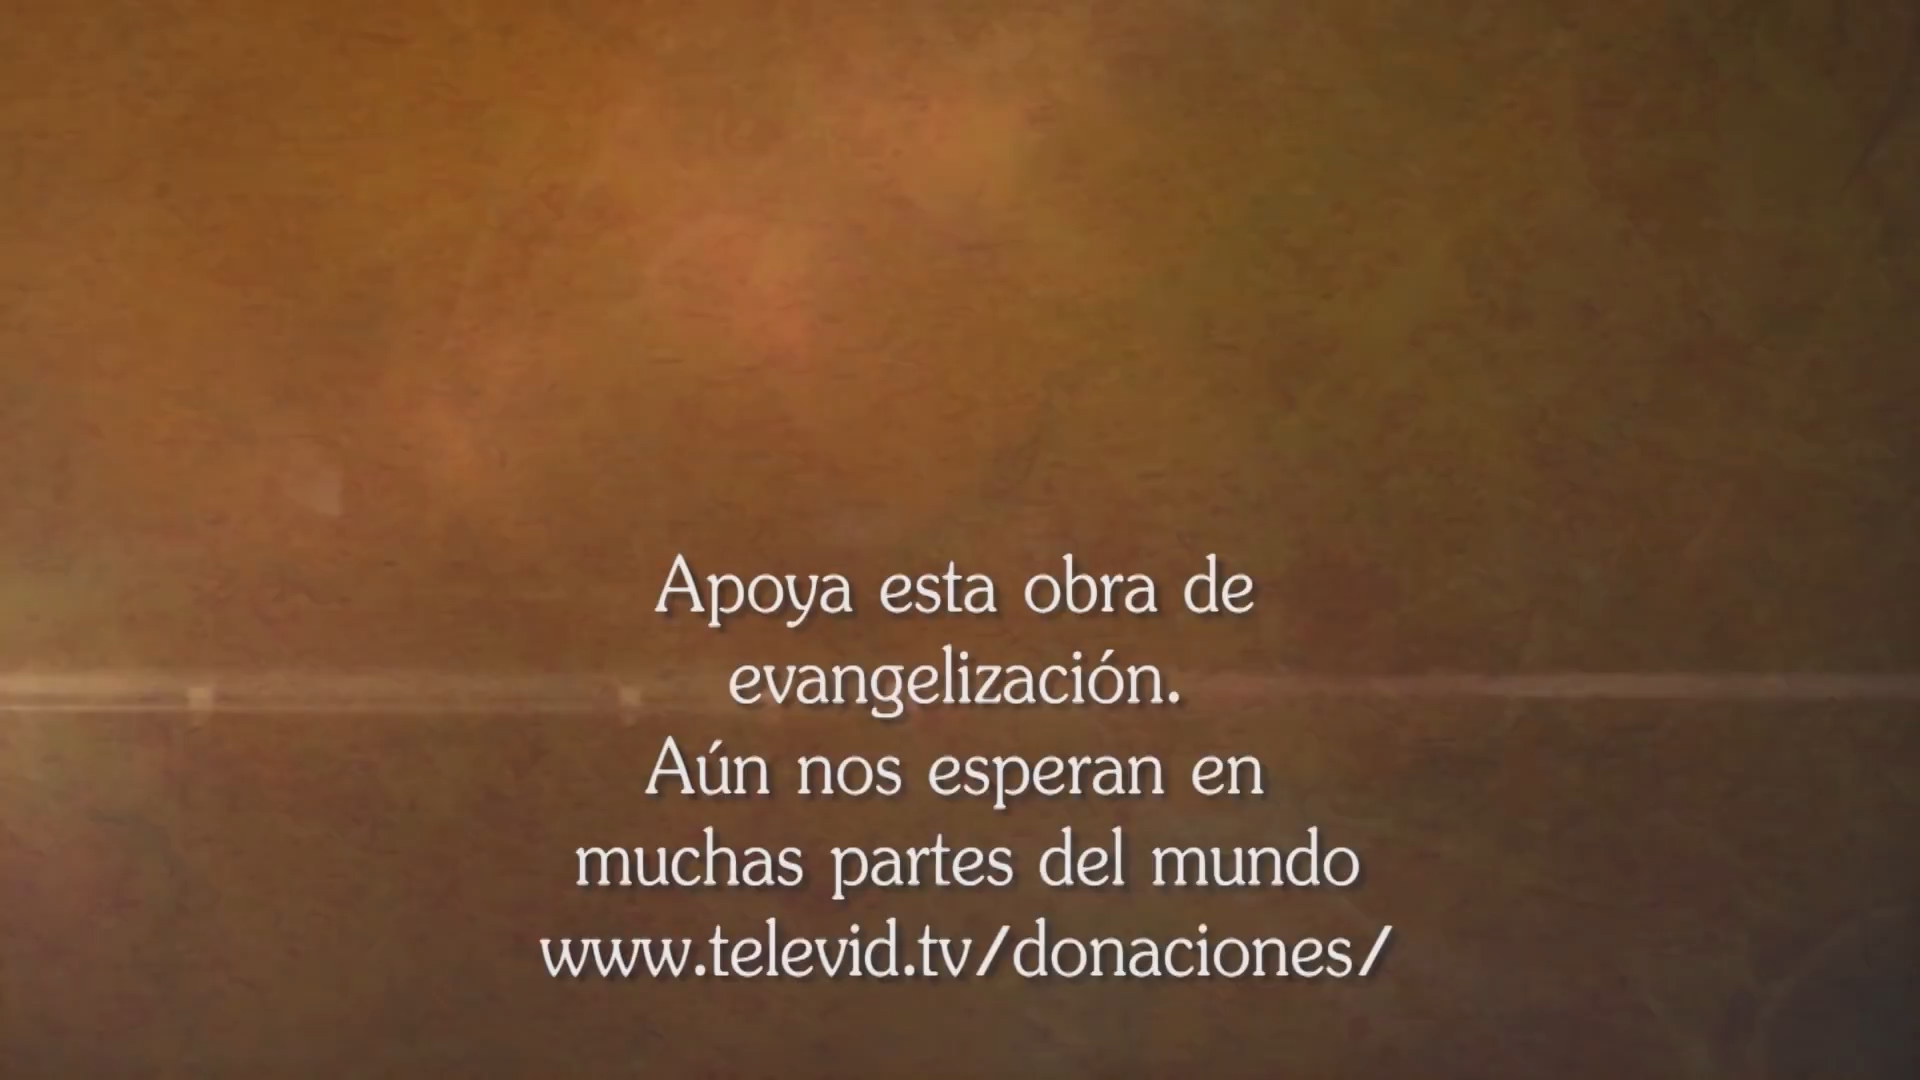 Apoya esta obra de
evangelización.
Aún nos esperan en
muchas partes del mundo
www.televid.tv/donaciones/